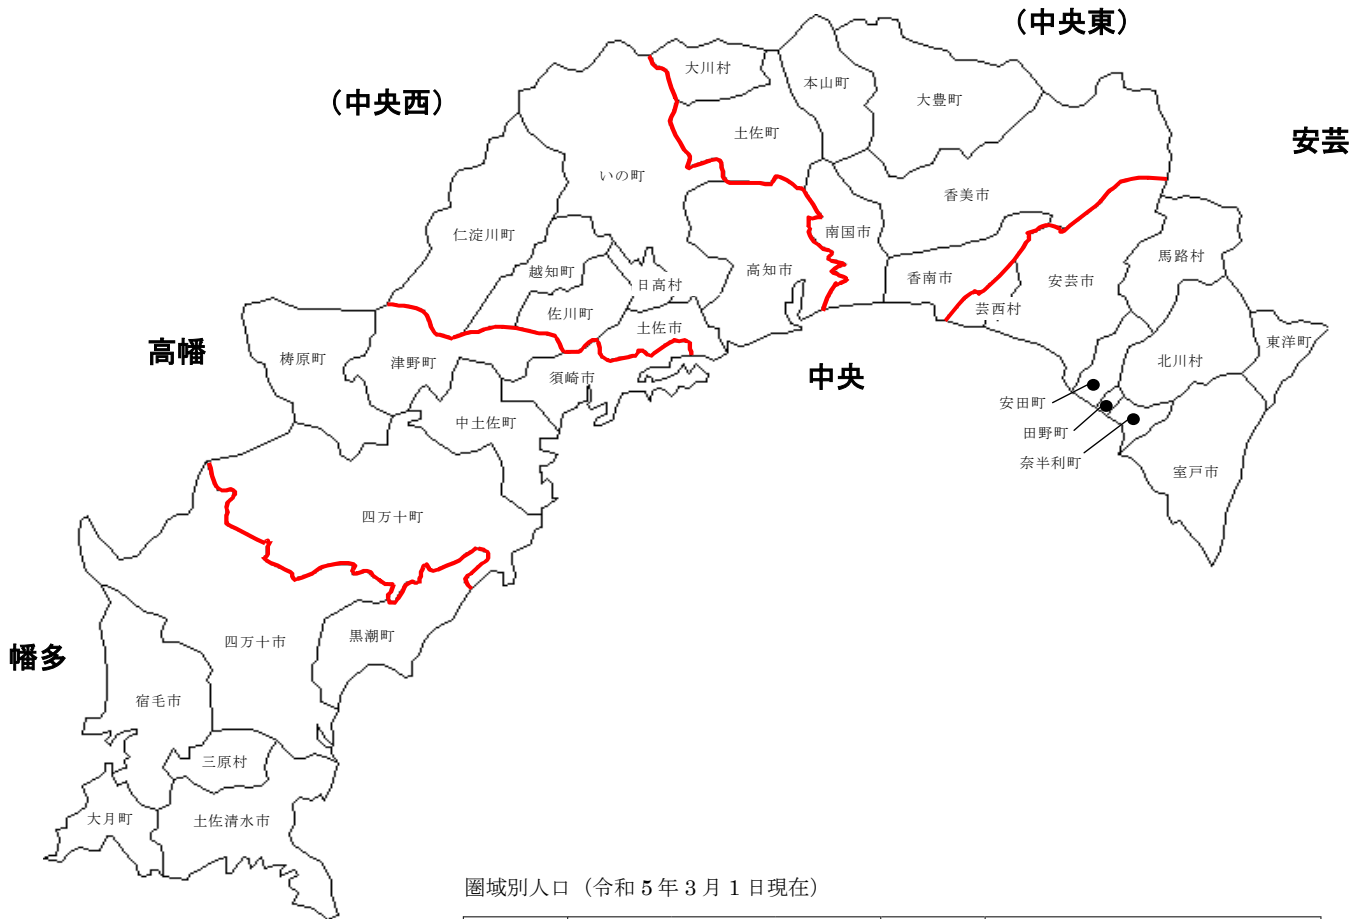 （中央東）
大川村
本山町
大豊町
（中央西）
土佐町
安芸
いの町
香美市
仁淀川町
南国市
馬路村
越知町
高知市
香南市
安芸市
日高村
佐川町
芸西村
土佐市
東洋町
高幡
梼原町
津野町
北川村
須崎市
中央
安田町
中土佐町
田野町
奈半利町
室戸市
四万十町
四万十市
黒潮町
幡多
宿毛市
三原村
大月町
土佐清水市
圏域別人口（令和 5 年 3 月 1 日現在）